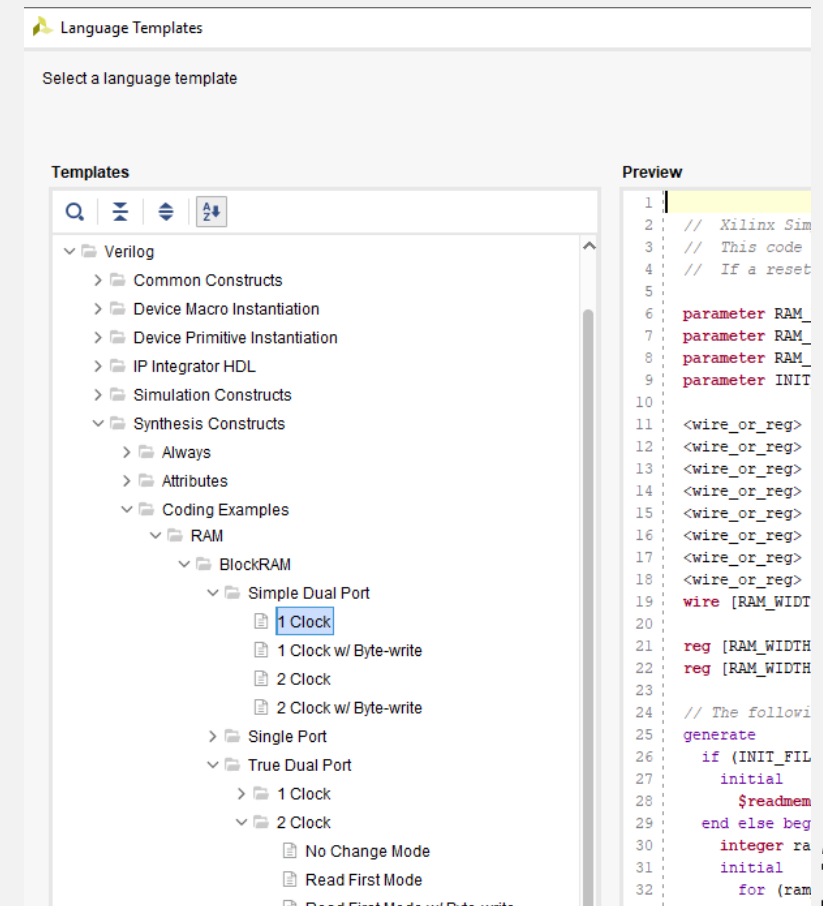 Language Templates
Select a language template
Templates
Verilog
Common Constructs
Device Macro Instantiation
Device Primitive Instantiation
IP Integrator HDL
Simulation Constructs
Synthesis Constructs
Always
Attributes
Coding Examples
RAM
BlockRAM
Simple Dual Port
1 Clock
1 Clock w/ Byte-write
2 Clock
2 Clock w/ Byte-write
Single Port
True Dual Port
1 Clock
2 Clock
No Change Mode
Read First Mode
Read First Mode w/ Byte-write
Preview
1
2 // Xilinx Sim
3 // This code
4 // If a reset
5
6 parameter RAM_
7 parameter RAM_
8 parameter RAM_
9 parameter INIT
10
11 <wire_or_reg>
12 <wire_or_reg>
13 <wire_or_reg>
14 <wire_or_reg>
15 <wire_or_reg>
16 <wire_or_reg>
17 <wire_or_reg>
18 <wire_or_reg>
19 wire [RAM_WIDT
20
21 reg [RAM_WIDTH
22 reg [RAM_WIDTH
23
24 // The followi
25 generate
26 if (INIT_FIL
27 initial
28 $readmem
29 end else beg
30 integer ra
31 initial
32 for (ram